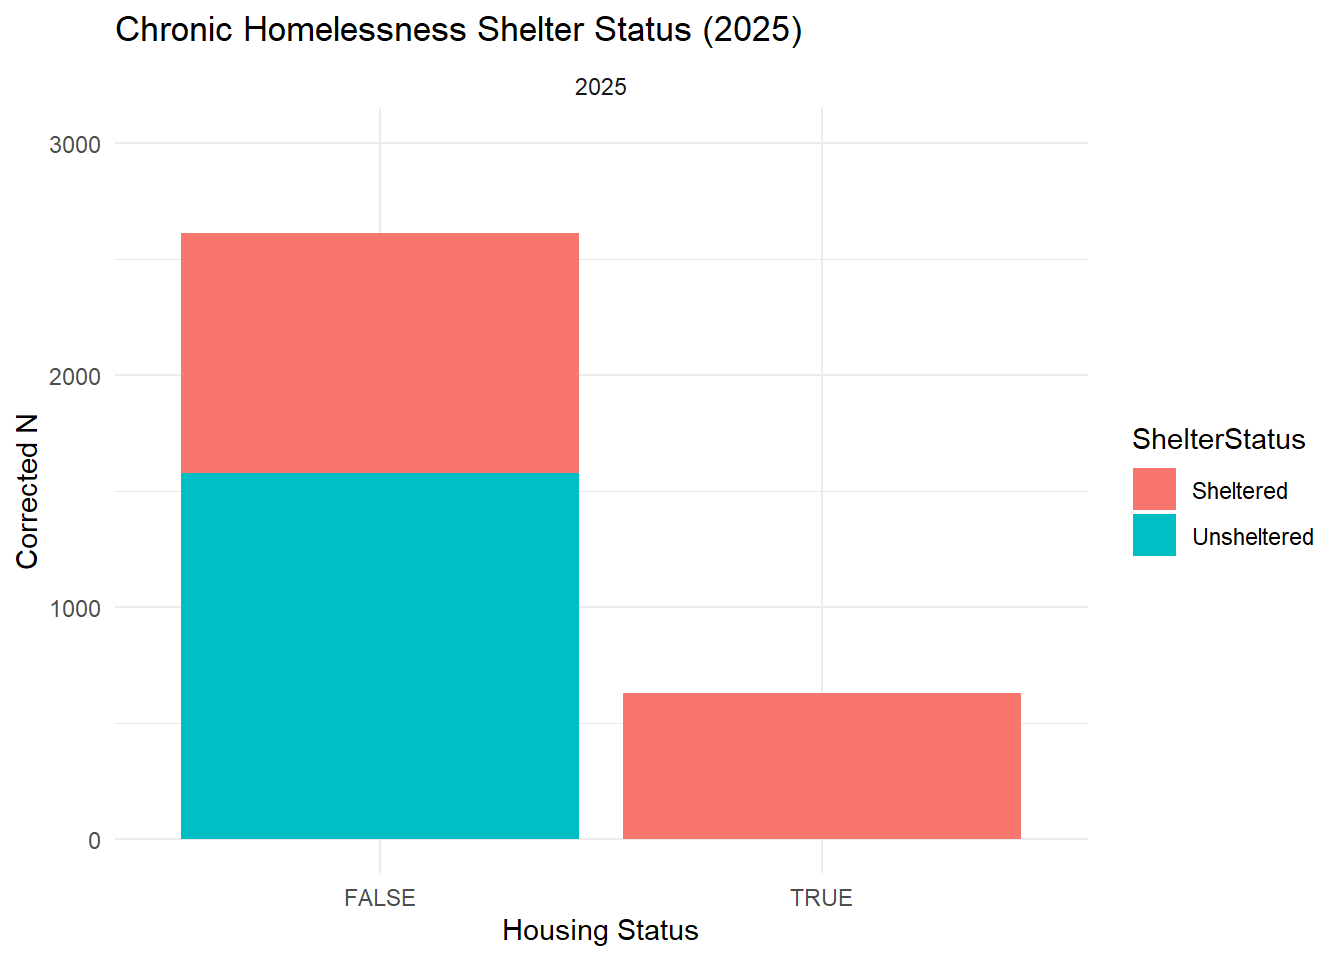 Chronic Homelessness Shelter Status (2025)
2025
3000
2000
1000
0
Corrected N
FALSE
TRUE
Housing Status
ShelterStatus
Sheltered
Unsheltered